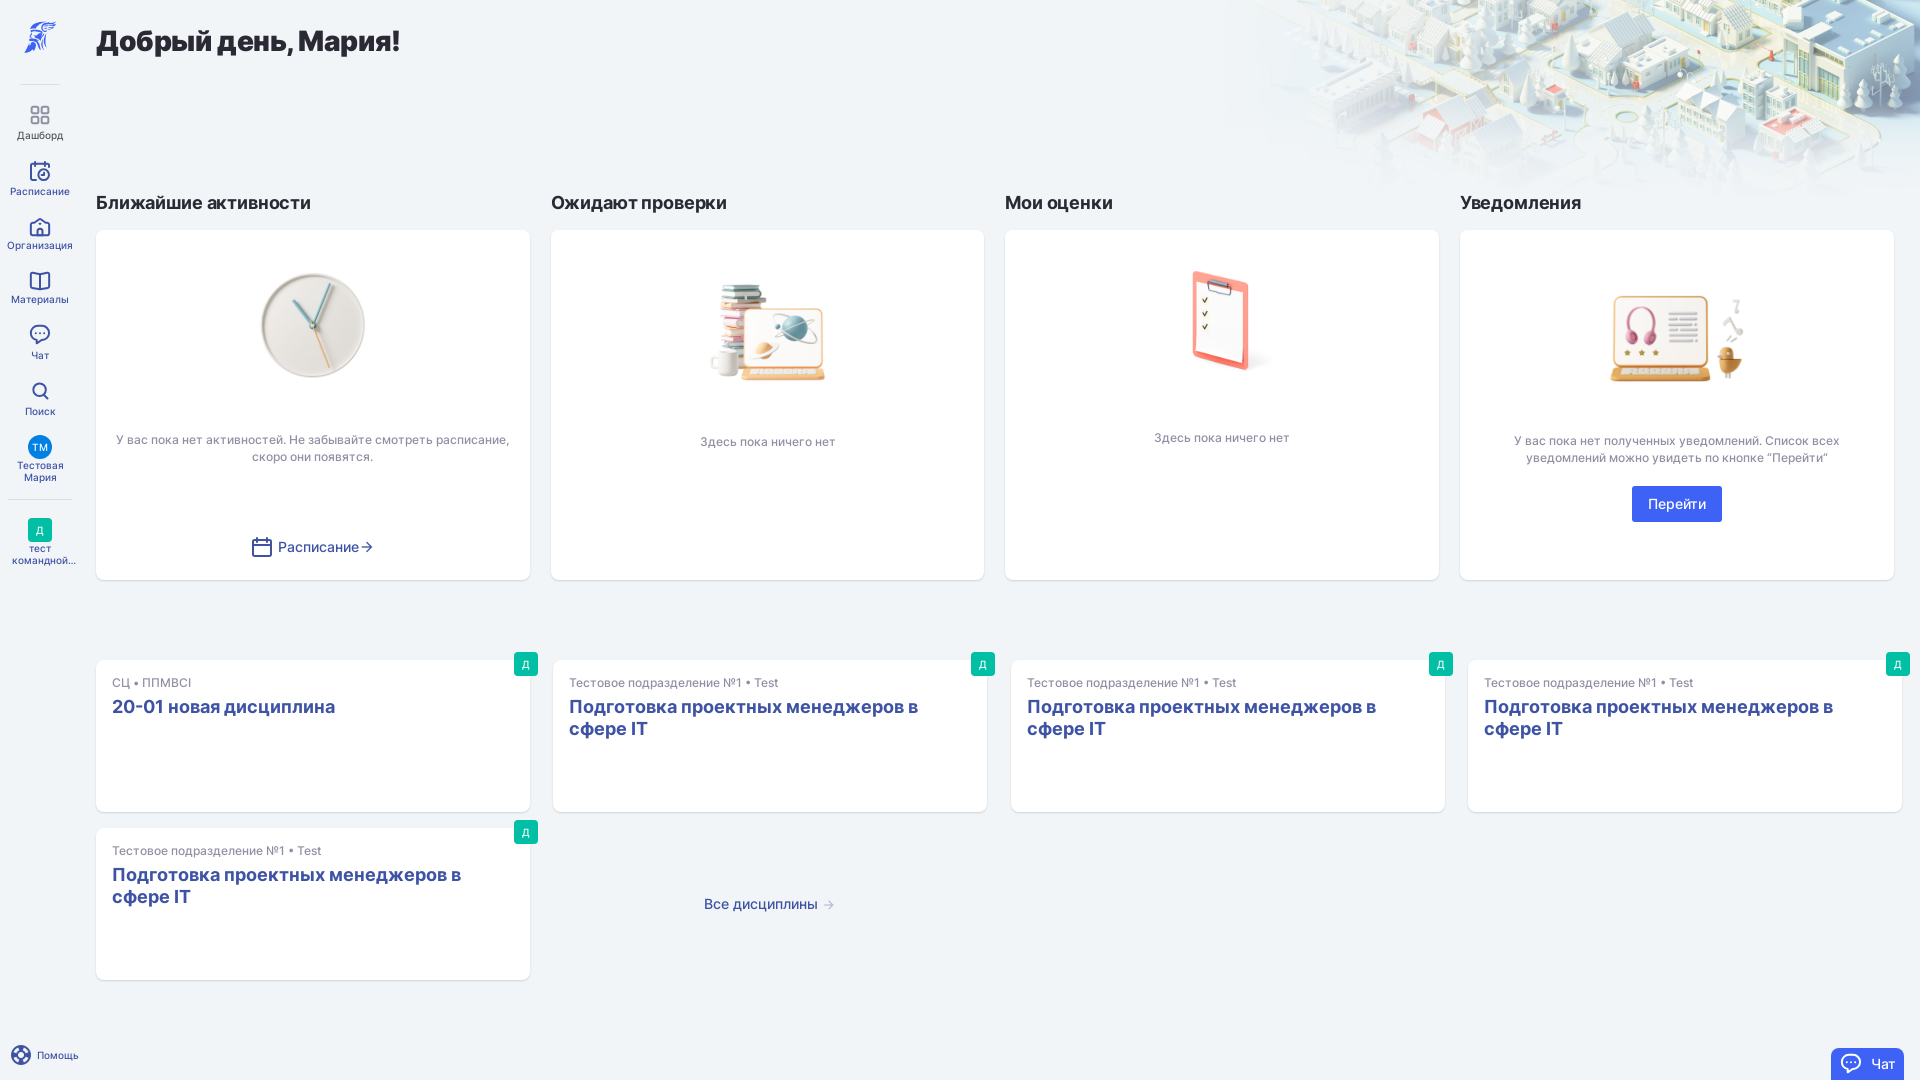 Добрый день, Мария!
Дашборд
Расписание
Организация
Материалы
Чат
Поиск
ТМ
Тестовая
Мария
Д
тест
командной...
Помощь
Ближайшие активности
У вас пока нет активностей. Не забывайте смотреть расписание,
скоро они появятся.
Расписание
Ожидают проверки
Здесь пока ничего нет
Мои оценки
Здесь пока ничего нет
Уведомления
У вас пока нет полученных уведомлений. Список всех
уведомлений можно увидеть по кнопке “Перейти”
Перейти
Д
СЦ • ППМВСІ
20-01 новая дисциплина
Д
Тестовое подразделение №1 • Test
Подготовка проектных менеджеров в
сфере IT
Д
Тестовое подразделение №1 • Test
Подготовка проектных менеджеров в
сфере IT
Д
Тестовое подразделение №1 • Test
Подготовка проектных менеджеров в
сфере IT
Д
Тестовое подразделение №1 • Test
Подготовка проектных менеджеров в
сфере IT
Все дисциплины
Чат